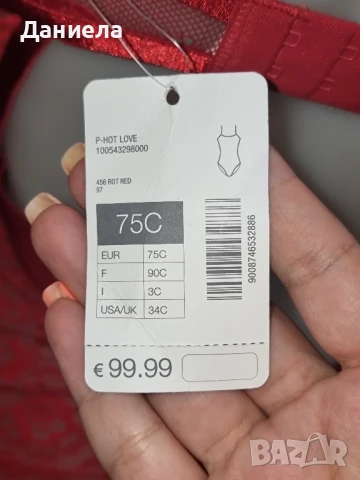 Даниела
P-HOT LOVE
100543298000
456 ROT RED
97
75C
EUR 75C
F 90C
I 3C
USA/UK 34C
9008746532886
€ 99.99
BAZAR